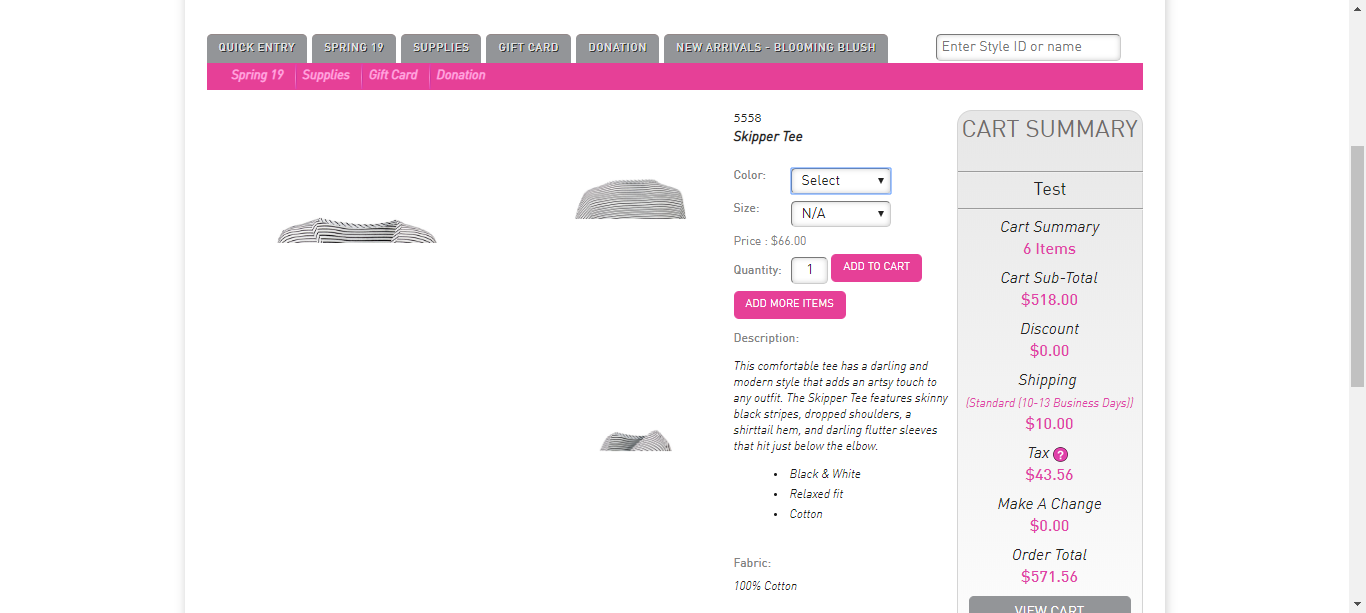 QUICK ENTRY
SPRING 19
SUPPLIES
GIFT CARD
DONATION
NEW ARRIVALS - BLOOMING BLUSH
Enter Style ID or name
Spring 19
Supplies
Gift Card
Donation
5558
Skipper Tee
Color: Select
Size: N/A
Price : $66.00
Quantity: 1 ADD TO CART
ADD MORE ITEMS
Description:
This comfortable tee has a darling and
modern style that adds an artsy touch to
any outfit. The Skipper Tee features skinny
black stripes, dropped shoulders, a
shirttail hem, and darling flutter sleeves
that hit just below the elbow.
• Black & White
• Relaxed fit
• Cotton
Fabric:
100% Cotton
CART SUMMARY
Test
Cart Summary
6 Items
Cart Sub-Total
$518.00
Discount
$0.00
Shipping
(Standard (10-13 Business Days))
$10.00
Tax ?
$43.56
Make A Change
$0.00
Order Total
$571.56
VIEW CART